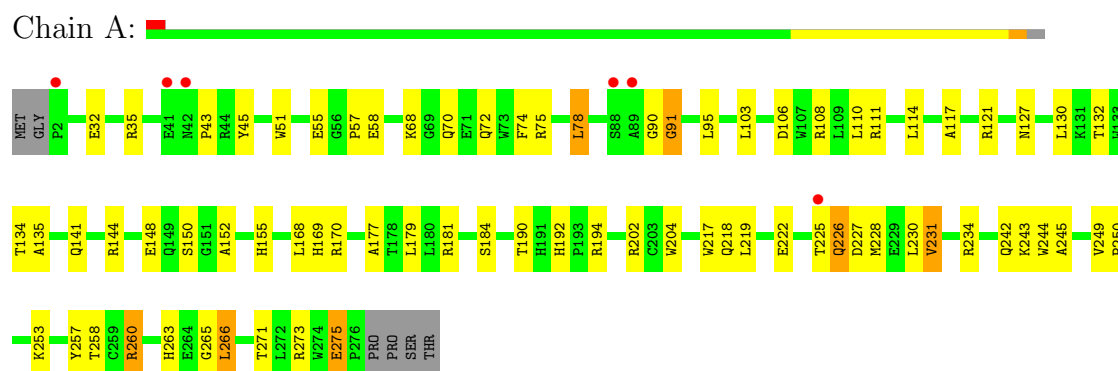 Chain A:
MET GLY P2 E32 R35 E41 N42 P43 R44 Y45 W51 E55 G56 P57 E58 K68 G69 Q70 E71 Q72 W73 F74 R75 L78 S88 A89 G90 G91 L95 L103 D106 W107 R108 L109 L110 R111 L114 A117 R121 N127 L130 K131 T132 W133
T134 A135 Q141 R144 E148 Q149 S150 G151 A152 H155 L168 H169 R170 A177 T178 L179 L180 R181 S184 T190 H191 H192 P193 R194 R202 C203 W204 W217 Q218 L219 E222 T225 Q226 D227 M228 E229 L230 V231 R234 Q242 K243 W244 A245 V249 P250
K253 Y257 T258 C259 R260 H263 E264 G265 L266 T271 L272 R273 W274 E275 P276 PRO PRO SER THR